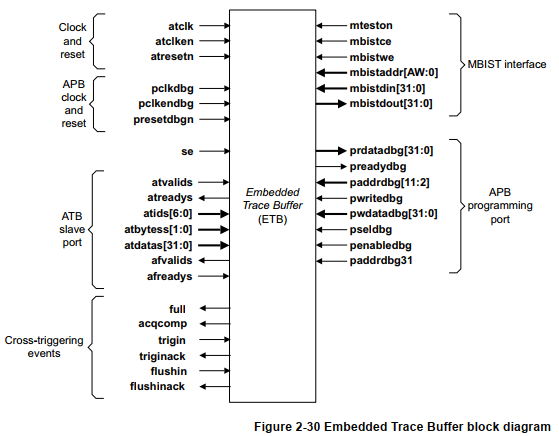 Clock
and
reset
atclk
atclken
atresetn
APB
clock
and
reset
pclkdbg
pclkendbg
presetdbgn
se
ATB
slave
port
atvalids
atreadys
atids[6:0]
atbytess[1:0]
atdatas[31:0]
afvalids
afreadys
Cross-triggering
events
full
acqcomp
trigin
triginack
flushin
flushinack
Embedded
Trace Buffer
(ETB)
mteston
mbistce
mbistwe
mbistaddr[AW:0]
mbistdin[31:0]
mbistdout[31:0]
MBIST interface
prdatadbg[31:0]
preadydbg
paddrdbg[11:2]
pwritedbg
pwdatadbg[31:0]
pseldbg
penabledbg
paddrdbg31
APB
programming
port
Figure 2-30 Embedded Trace Buffer block diagram